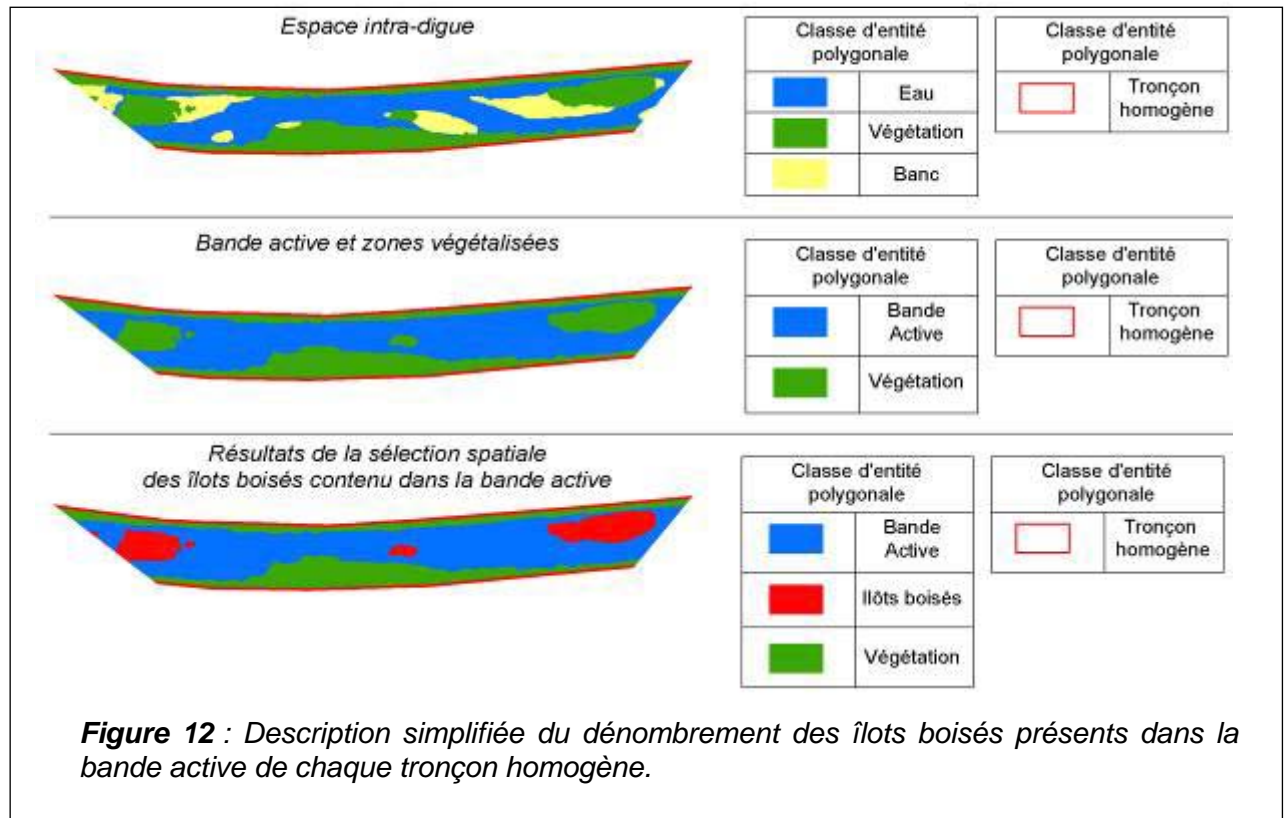 Espace intra-digue
Classe d'entité
polygonale
Eau
Végétation
Banc
Classe d'entité
polygonale
Tronçon
homogène
Bande active et zones végétalisées
Classe d'entité
polygonale
Bande
Active
Végétation
Classe d'entité
polygonale
Tronçon
homogène
Résultats de la sélection spatiale
des îlots boisés contenu dans la bande active
Classe d'entité
polygonale
Bande
Active
Ilôts boisés
Végétation
Classe d'entité
polygonale
Tronçon
homogène
Figure 12 : Description simplifiée du dénombrement des îlots boisés présents dans la
bande active de chaque tronçon homogène.